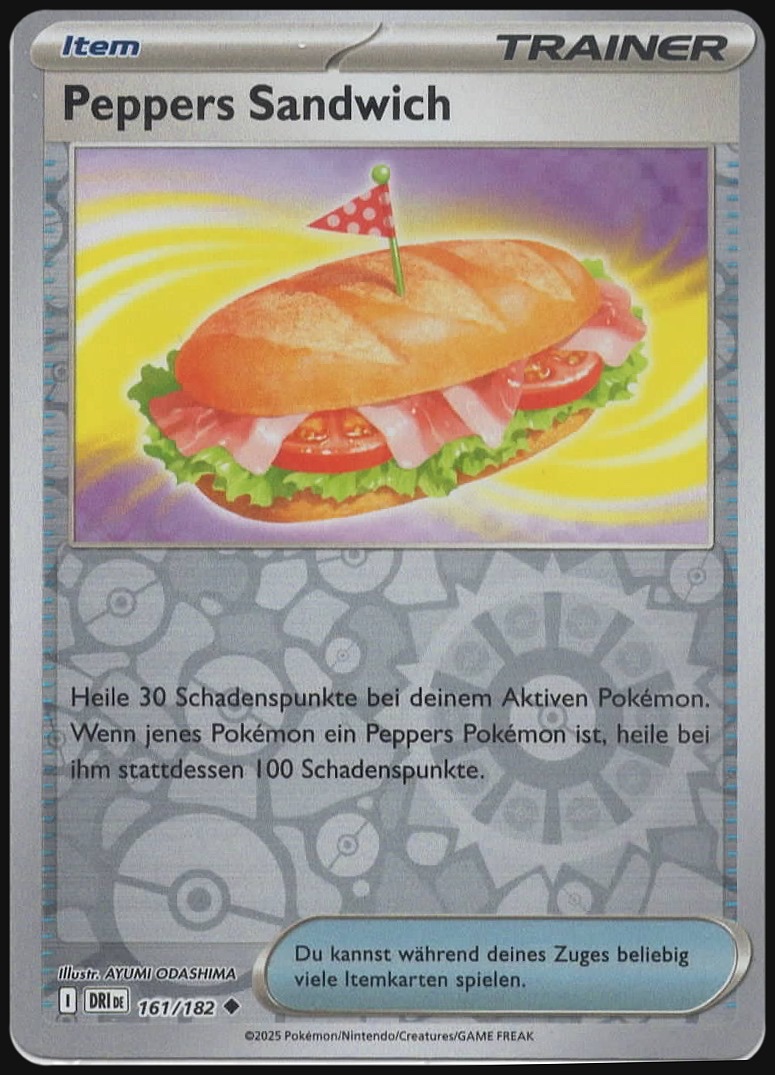 Item
TRAINER
Peppers Sandwich
Heile 30 Schadenspunkte bei deinem Aktiven Pokémon.
Wenn jenes Pokémon ein Peppers Pokémon ist, heile bei
ihm stattdessen 100 Schadenspunkte.
Du kannst während deines Zuges beliebig
viele Itemkarten spielen.
Illustr. AYUMI ODASHIMA
I DRI DE 161/182 ◆
©2025 Pokémon/Nintendo/Creatures/GAME FREAK